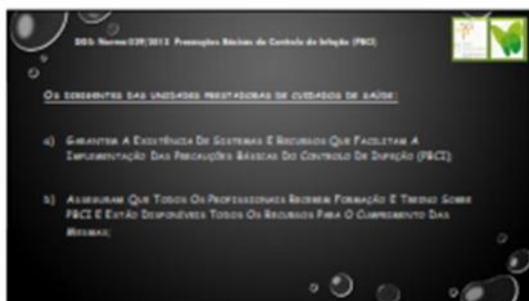 DGS: Norma 029/2012 Precauções Básicas do Controlo da Infeção (PBCI)
OS DIRIGENTES DAS UNIDADES PRESTADORAS DE CUIDADOS DE SAÚDE:
a) GARANTEM A EXISTÊNCIA DE SISTEMAS E RECURSOS QUE FACILITAM A
IMPLEMENTAÇÃO DAS PRECAUÇÕES BÁSICAS DO CONTROLO DE INFEÇÃO (PBCI);
b) ASSEGURAM QUE TODOS OS PROFISSIONAIS RECEBEM FORMAÇÃO E TREINO SOBRE
PBCI E ESTÃO DISPONÍVEIS TODOS OS RECURSOS PARA O CUMPRIMENTO DAS
MESMAS;